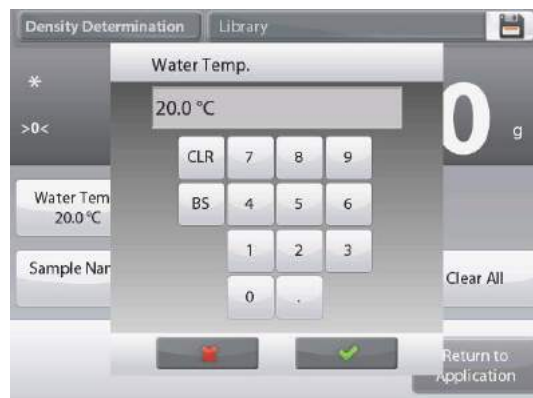 Density Determination
Library
Water Temp.
*
>0<
20.0 °C
0
g
CLR 7 8 9
BS 4 5 6
1 2 3
0 .
Water Tem
20.0 °C
Sample Nar
Clear All
Return to
Application